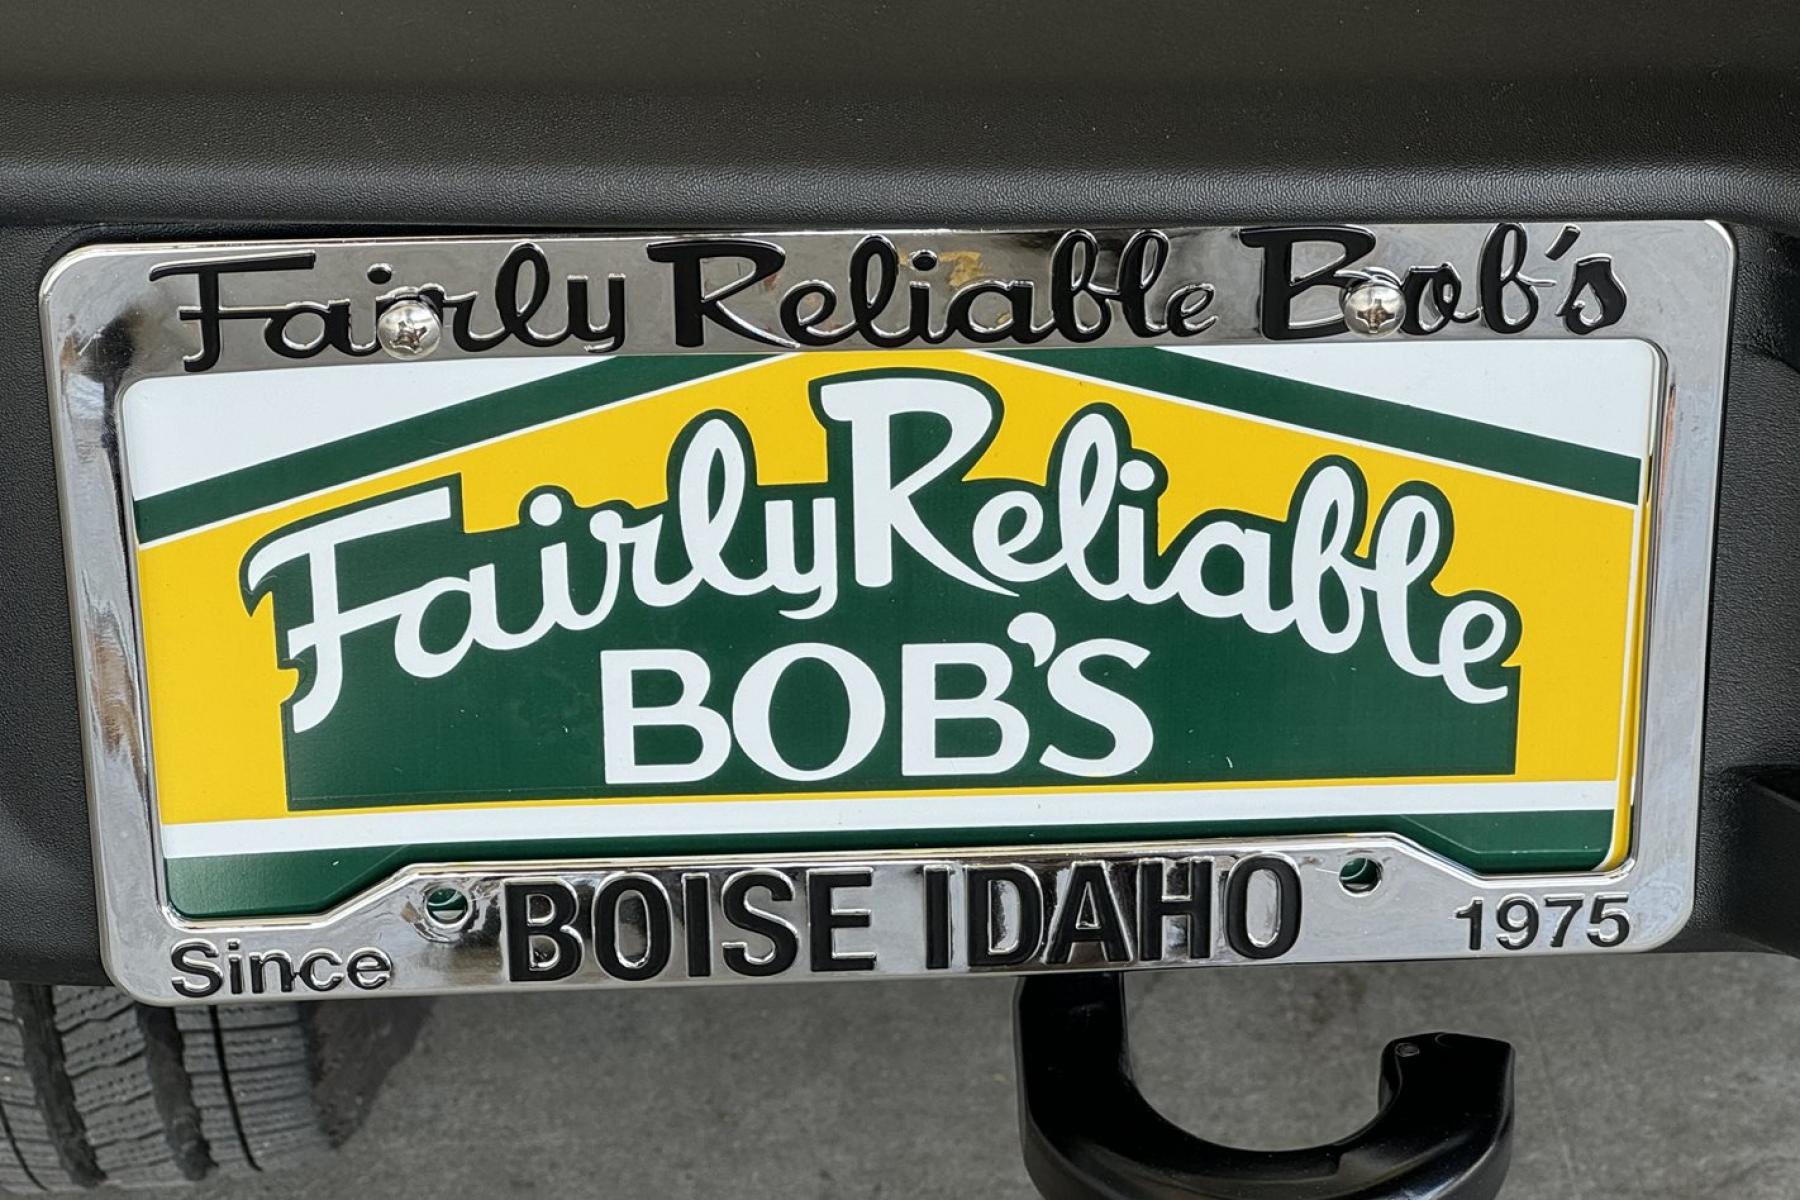 Fairly Reliable Bob's
Fairly Reliable
BOB'S
Since BOISE IDAHO 1975